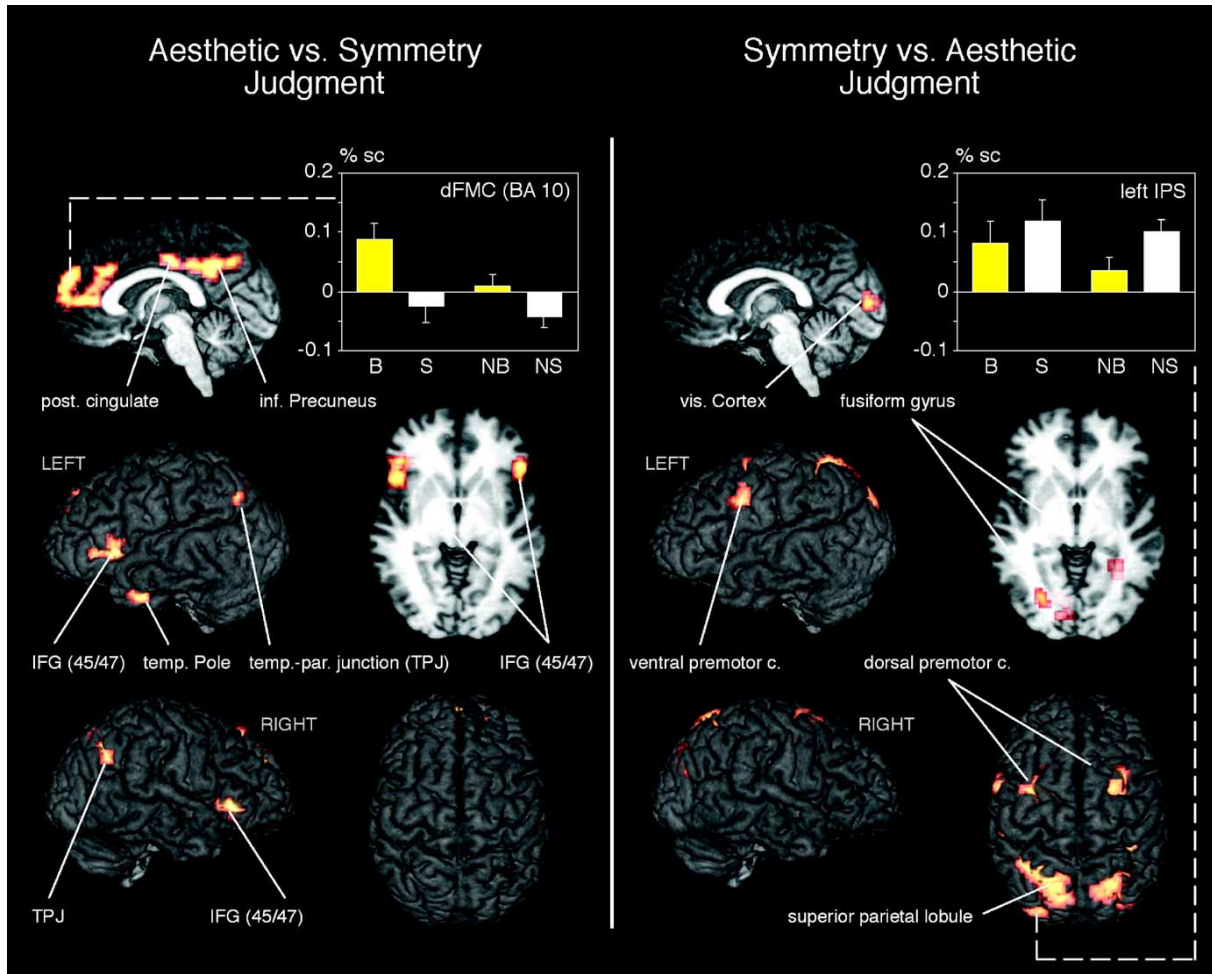 Aesthetic vs. Symmetry
Judgment
% sc
0.2
0.1
0
-0.1
dFMC (BA 10)
B S NB NS
post. cingulate inf. Precuneus
LEFT
IFG (45/47) temp. Pole temp.-par. junction (TPJ) IFG (45/47)
RIGHT
TPJ IFG (45/47)
Symmetry vs. Aesthetic
Judgment
% sc
0.2
0.1
0
-0.1
left IPS
B S NB NS
vis. Cortex fusiform gyrus
LEFT
ventral premotor c. dorsal premotor c.
RIGHT
superior parietal lobule